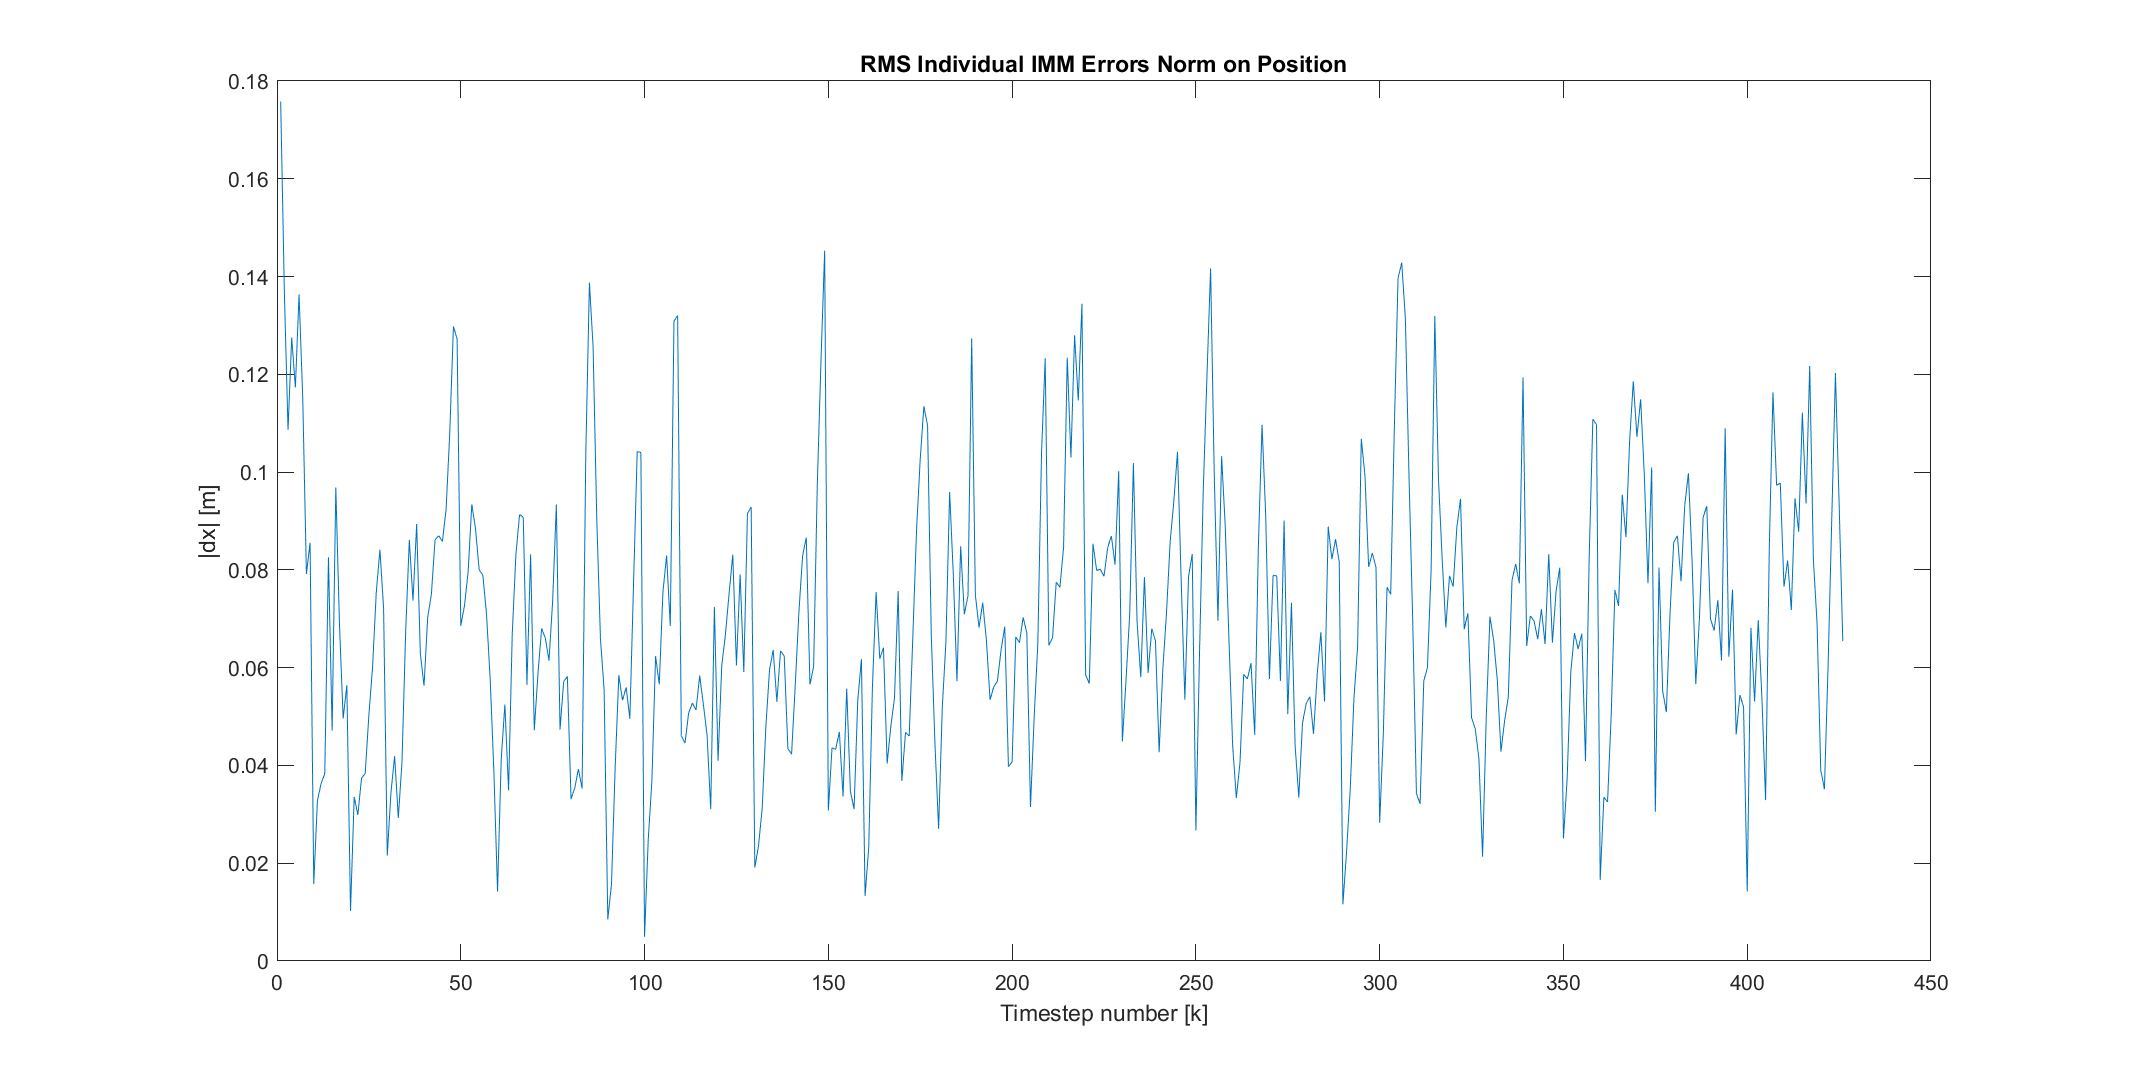 RMS Individual IMM Errors Norm on Position
0.18
0.16
0.14
0.12
0.1
0.08
0.06
0.04
0.02
0
|dx| [m]
0 50 100 150 200 250 300 350 400 450
Timestep number [k]